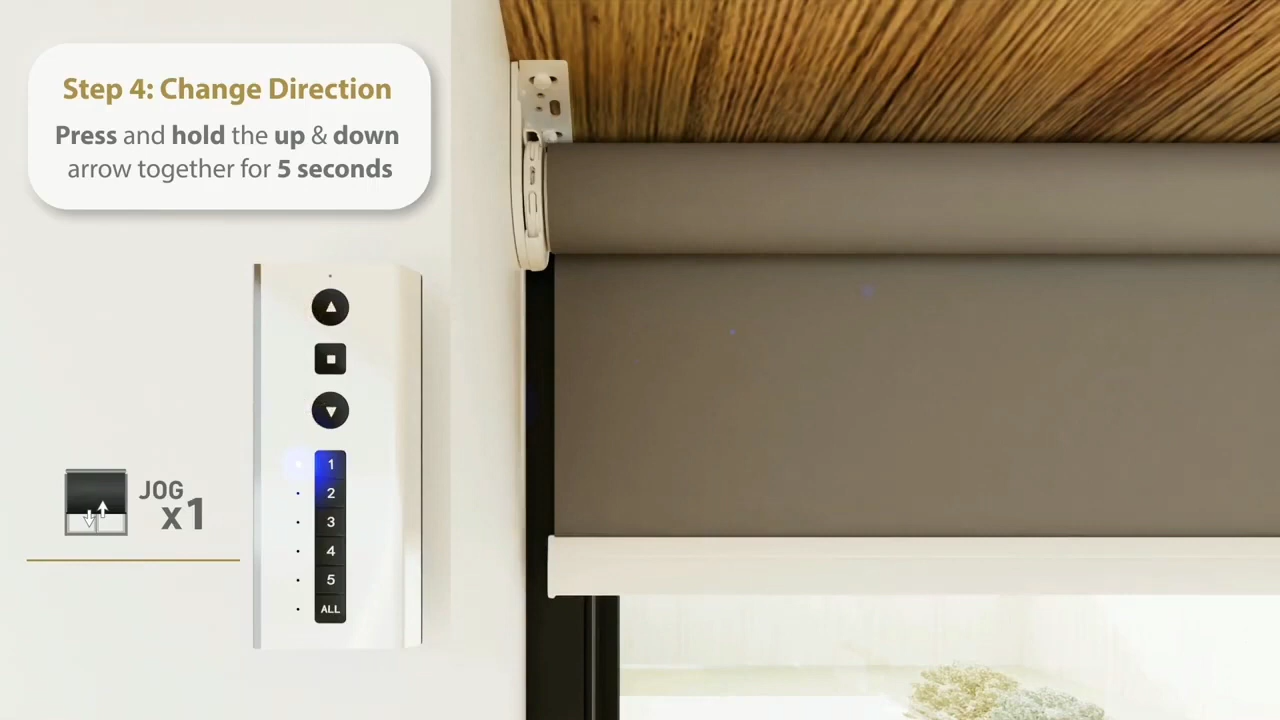 Step 4: Change Direction
Press and hold the up & down
arrow together for 5 seconds
JOG
x1
1
2
3
4
5
ALL